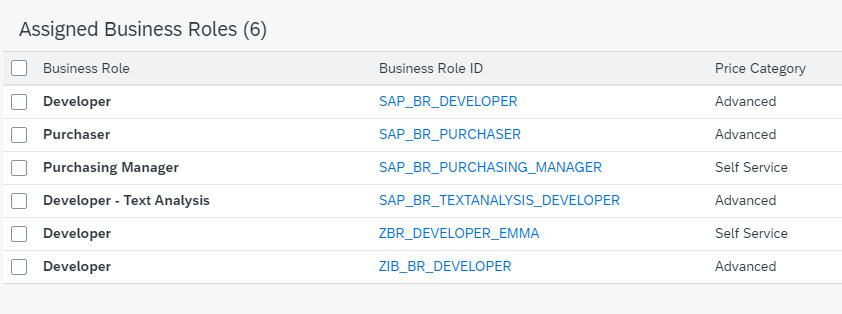 Assigned Business Roles (6)
Business Role Business Role ID Price Category
Developer SAP_BR_DEVELOPER Advanced
Purchaser SAP_BR_PURCHASER Advanced
Purchasing Manager SAP_BR_PURCHASING_MANAGER Self Service
Developer - Text Analysis SAP_BR_TEXTANALYSIS_DEVELOPER Advanced
Developer ZBR_DEVELOPER_EMMA Self Service
Developer ZIB_BR_DEVELOPER Advanced